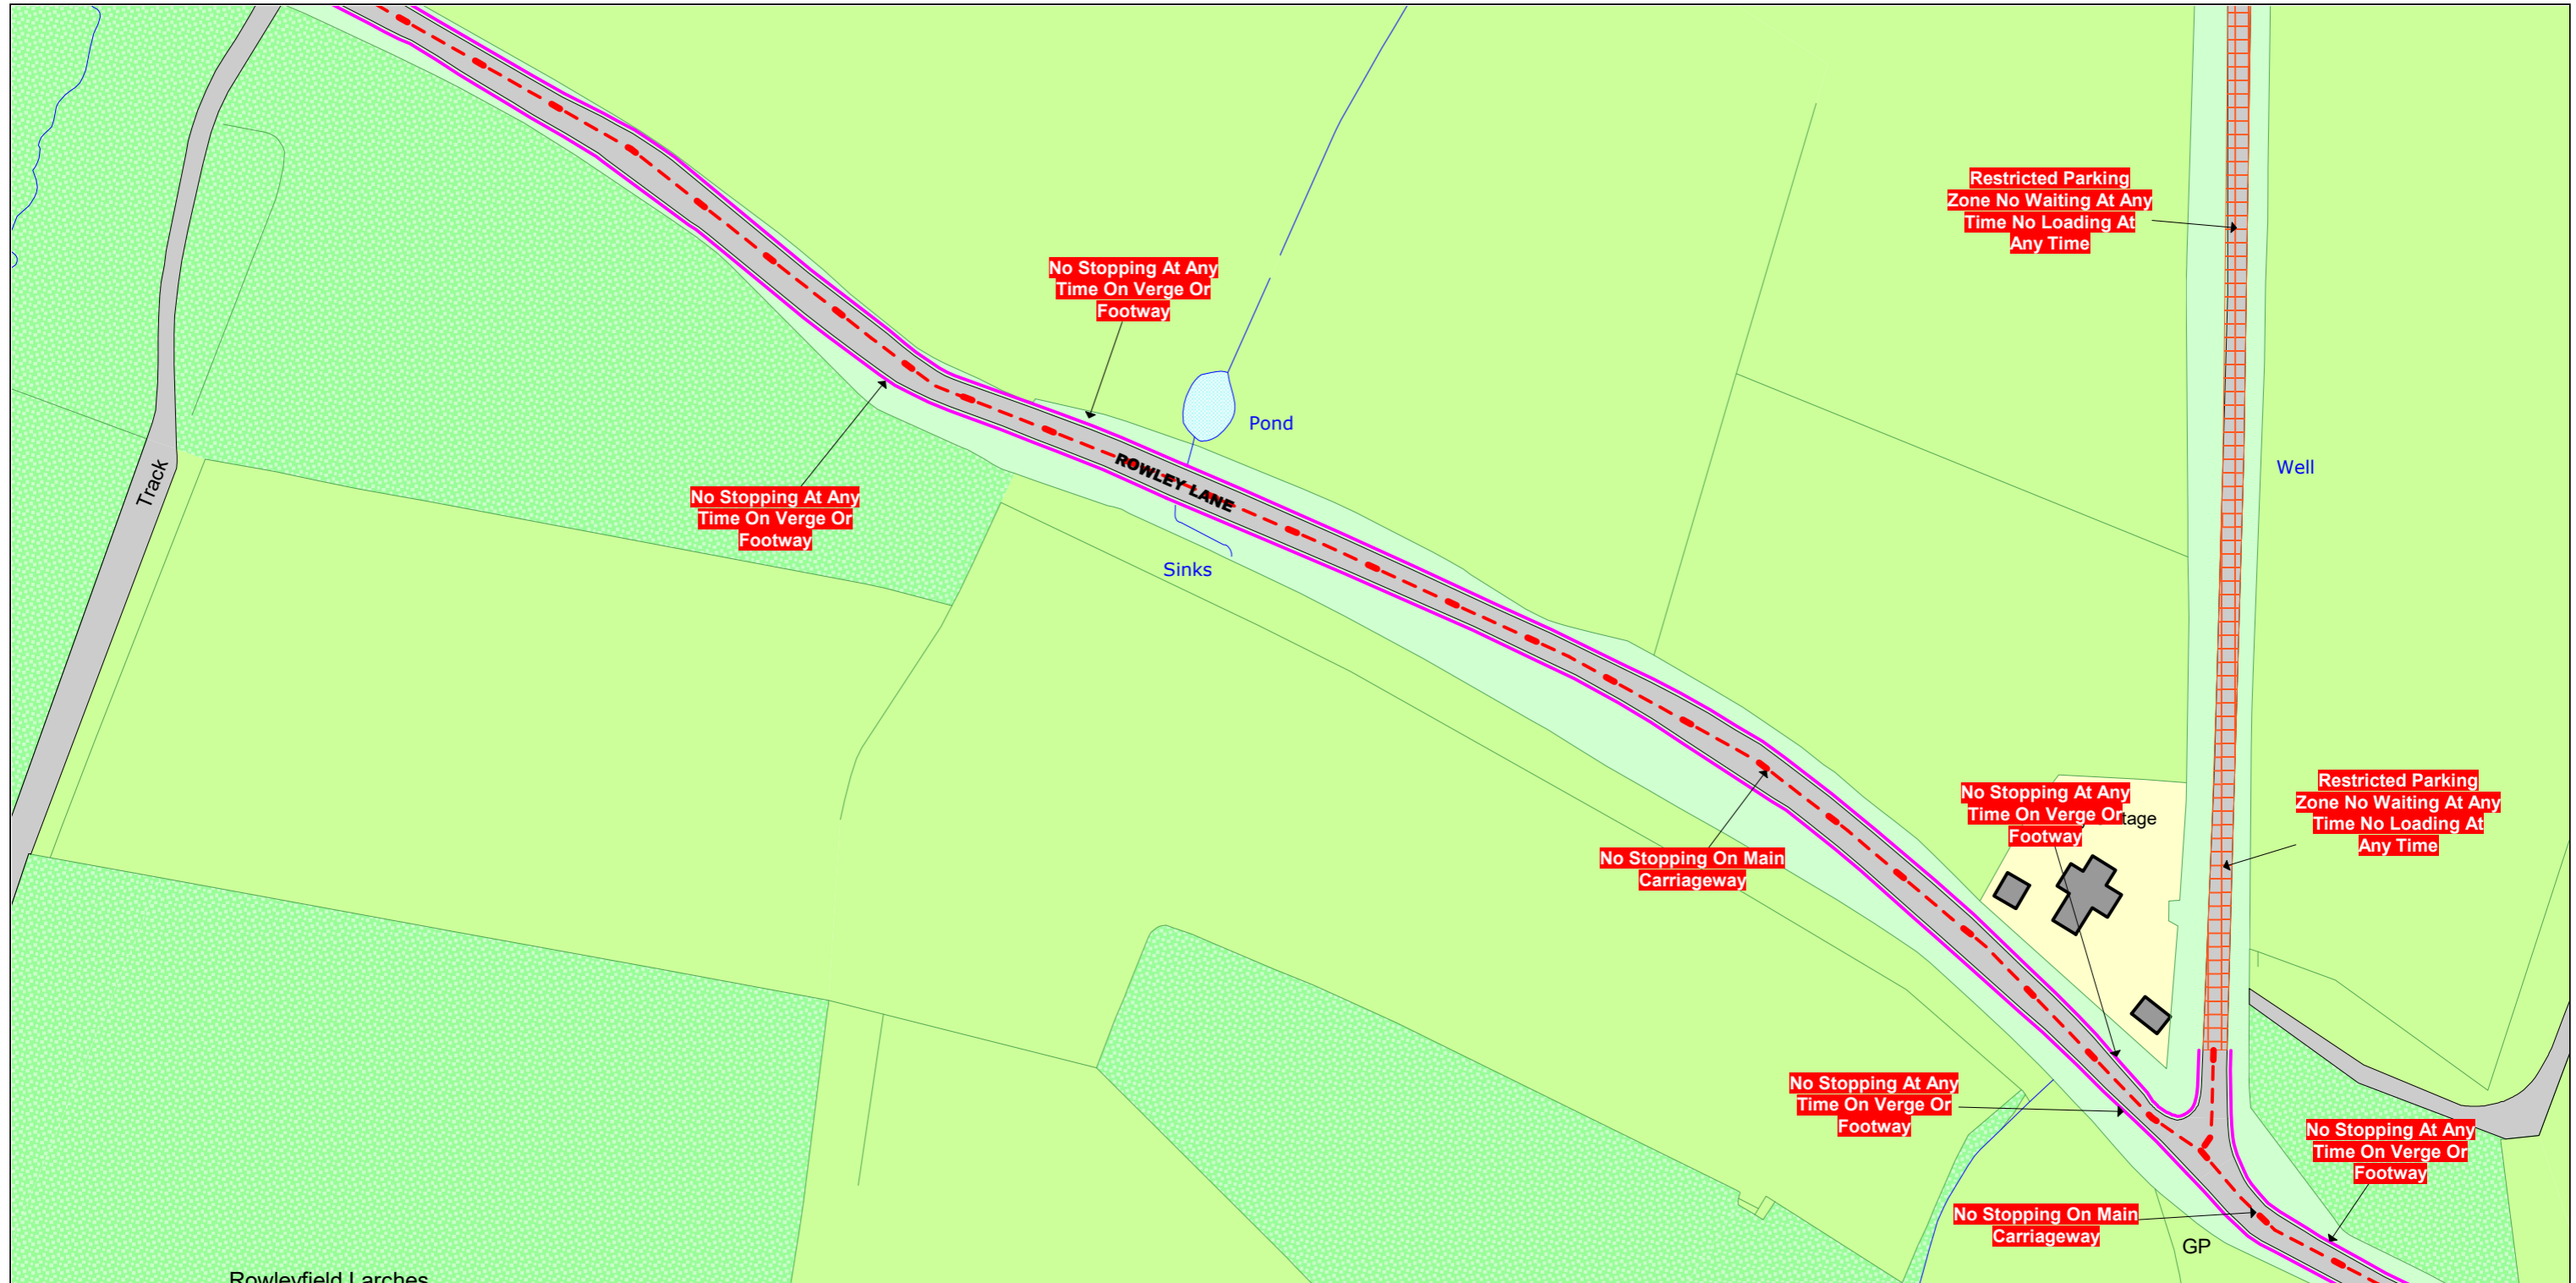 Restricted Parking
Zone No Waiting At Any
Time No Loading At
Any Time
No Stopping At Any
Time On Verge Or
Footway
Pond
ROWLEY LANE
Well
Track
No Stopping At Any
Time On Verge Or
Footway
Sinks
No Stopping At Any
Time On Verge Or
Footway
tage
Restricted Parking
Zone No Waiting At Any
Time No Loading At
Any Time
No Stopping On Main
Carriageway
No Stopping At Any
Time On Verge Or
Footway
No Stopping At Any
Time On Verge Or
Footway
No Stopping On Main
Carriageway
GP
Rowleyfield Larches